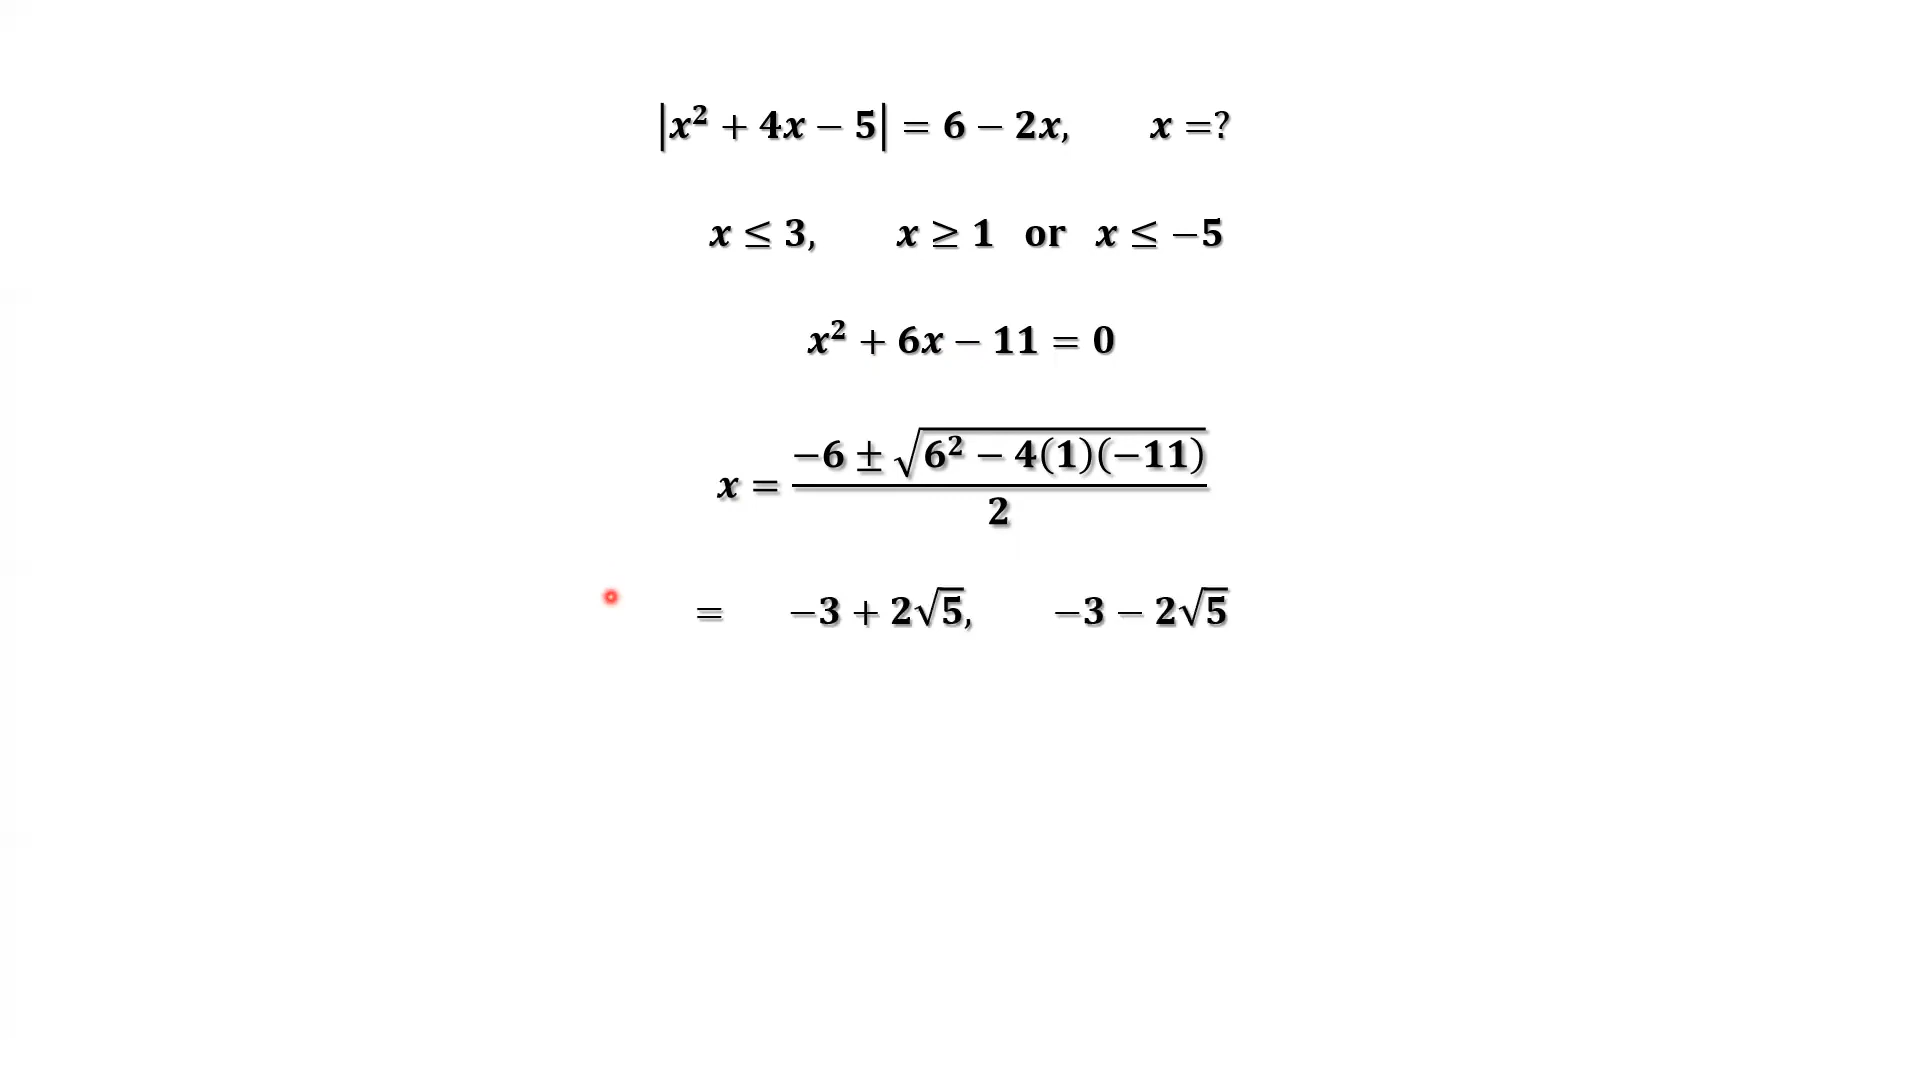 |x² + 4x − 5| = 6 − 2x, x =?
x ≤ 3, x ≥ 1 or x ≤ −5
x² + 6x − 11 = 0
x = (−6 ± √(6² − 4(1)(−11))) / 2
= −3 + 2√5, −3 − 2√5